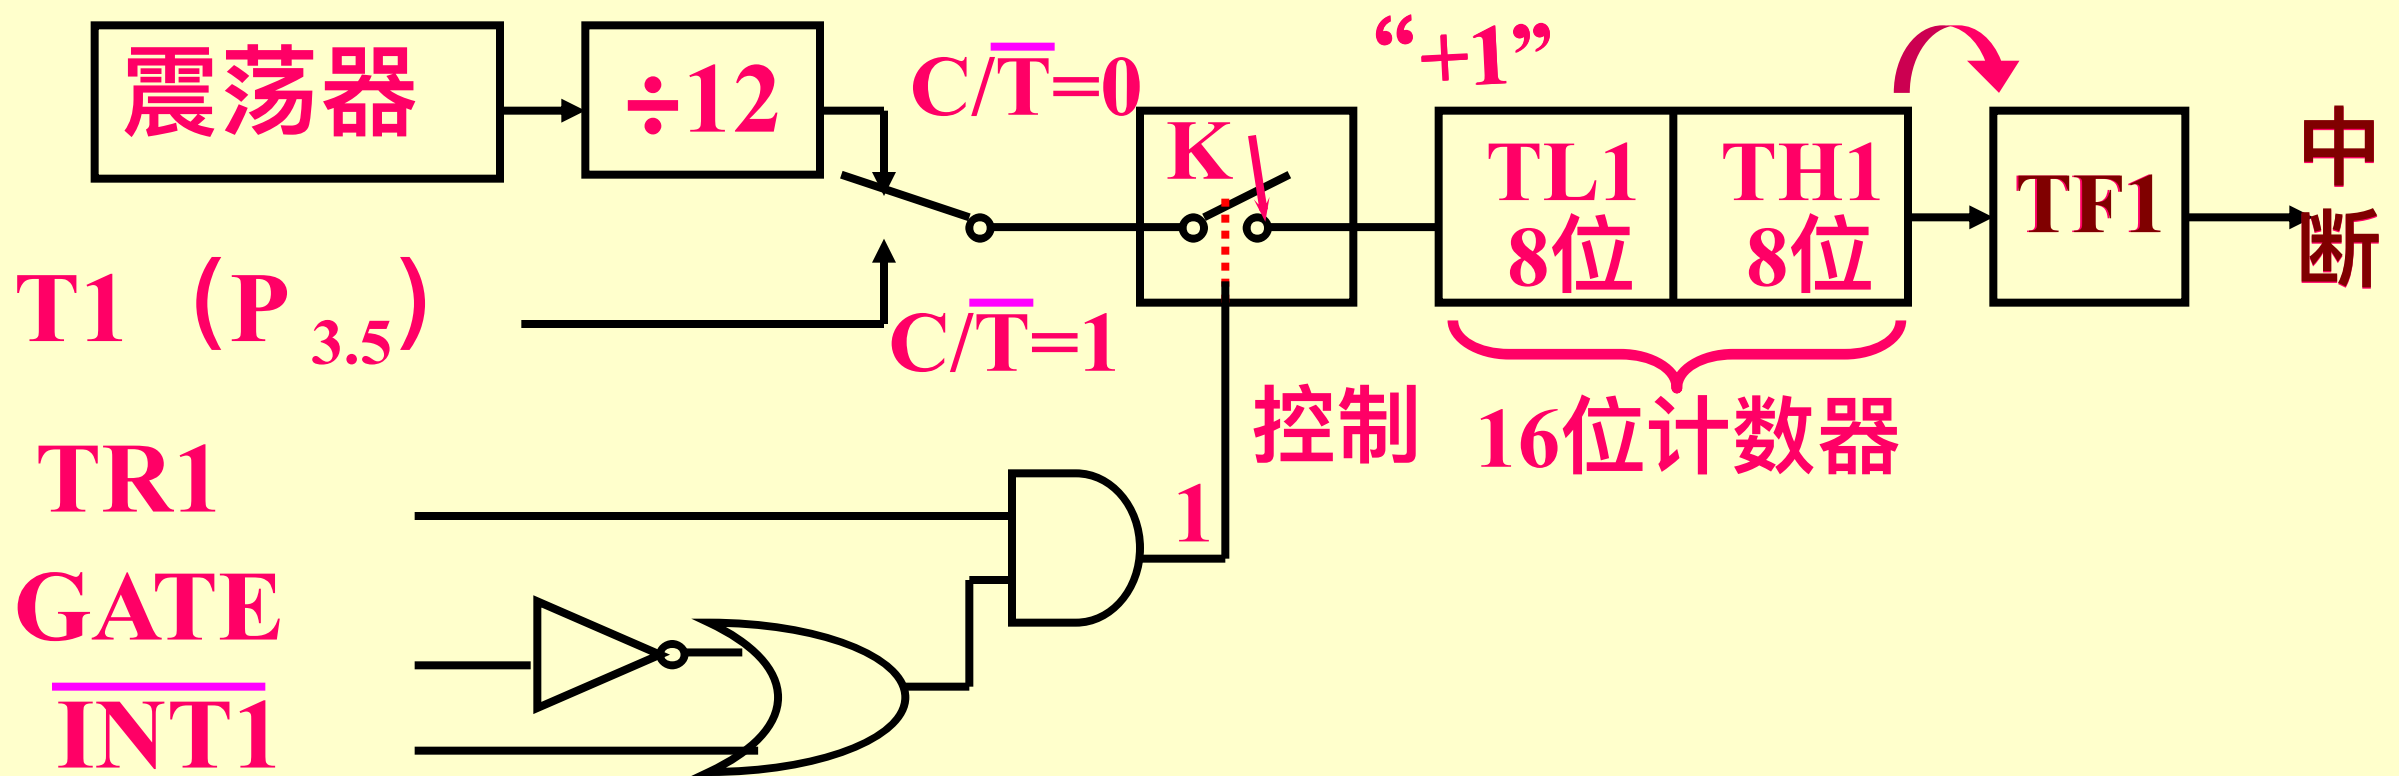 震荡器
÷12
C/T̅=0
“+1”
K
TL1
8位
TH1
8位
TF1
中断
T1（P3.5）
C/T̅=1
控制
16位计数器
TR1
1
GATE
I̅N̅T̅1̅